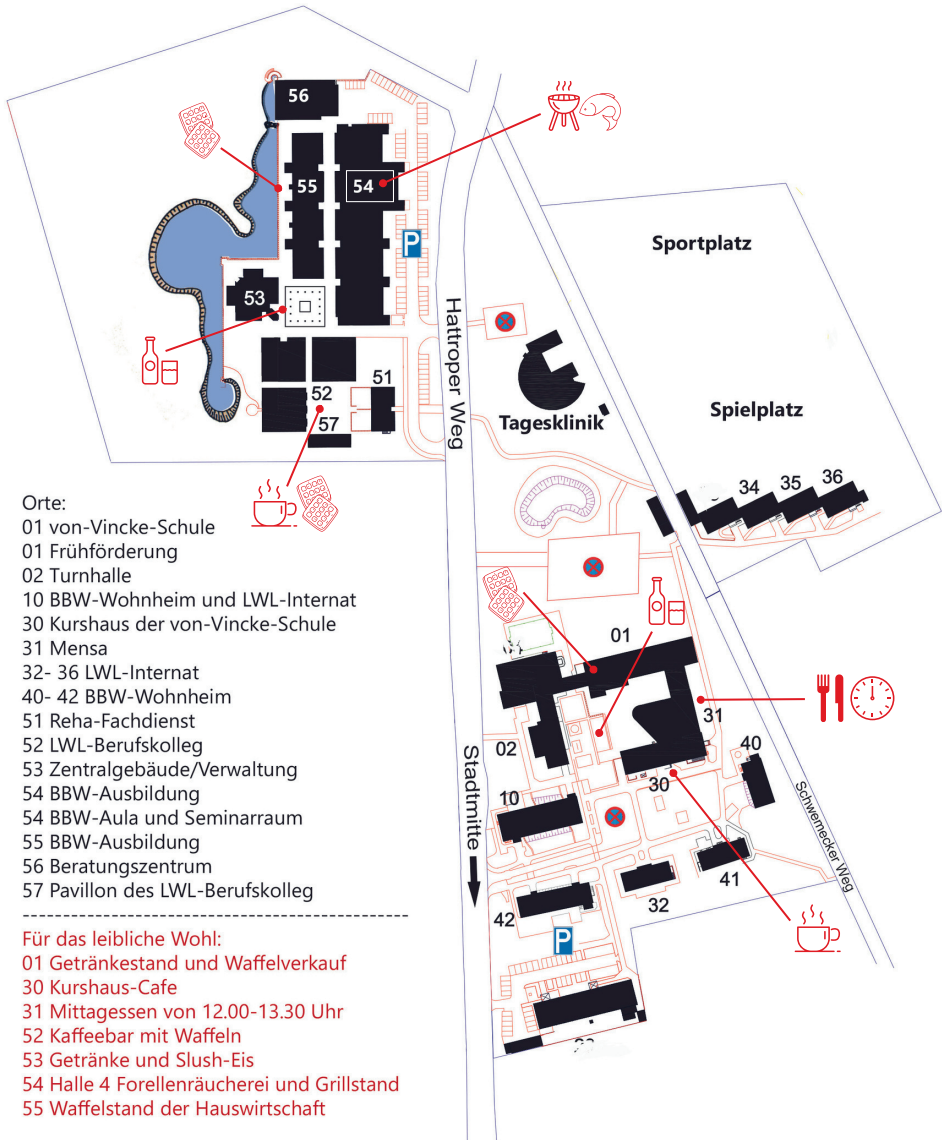 56
55
54
P
Sportplatz
53
Hattroper Weg
51
52
57
Tagesklinik
Spielplatz
34
35
36
Orte:
01 von-Vincke-Schule
01 Frühförderung
02 Turnhalle
10 BBW-Wohnheim und LWL-Internat
30 Kurshaus der von-Vincke-Schule
31 Mensa
32- 36 LWL-Internat
40- 42 BBW-Wohnheim
51 Reha-Fachdienst
52 LWL-Berufskolleg
53 Zentralgebäude/Verwaltung
54 BBW-Ausbildung
54 BBW-Aula und Seminarraum
55 BBW-Ausbildung
56 Beratungszentrum
57 Pavillon des LWL-Berufskolleg
------------------------------------------------
Für das leibliche Wohl:
01 Getränkestand und Waffelverkauf
30 Kurshaus-Cafe
31 Mittagessen von 12.00-13.30 Uhr
52 Kaffeebar mit Waffeln
53 Getränke und Slush-Eis
54 Halle 4 Forellenräucherei und Grillstand
55 Waffelstand der Hauswirtschaft
01
31
02
Stadtmitte
40
30
10
Schwemecker Weg
41
32
42
P